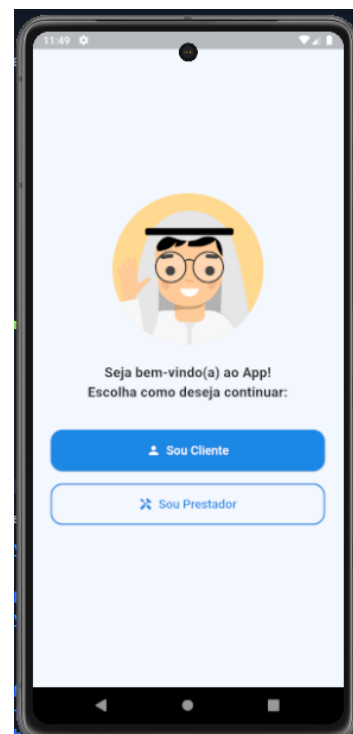 11:49
Seja bem-vindo(a) ao App!
Escolha como deseja continuar:
Sou Cliente
Sou Prestador